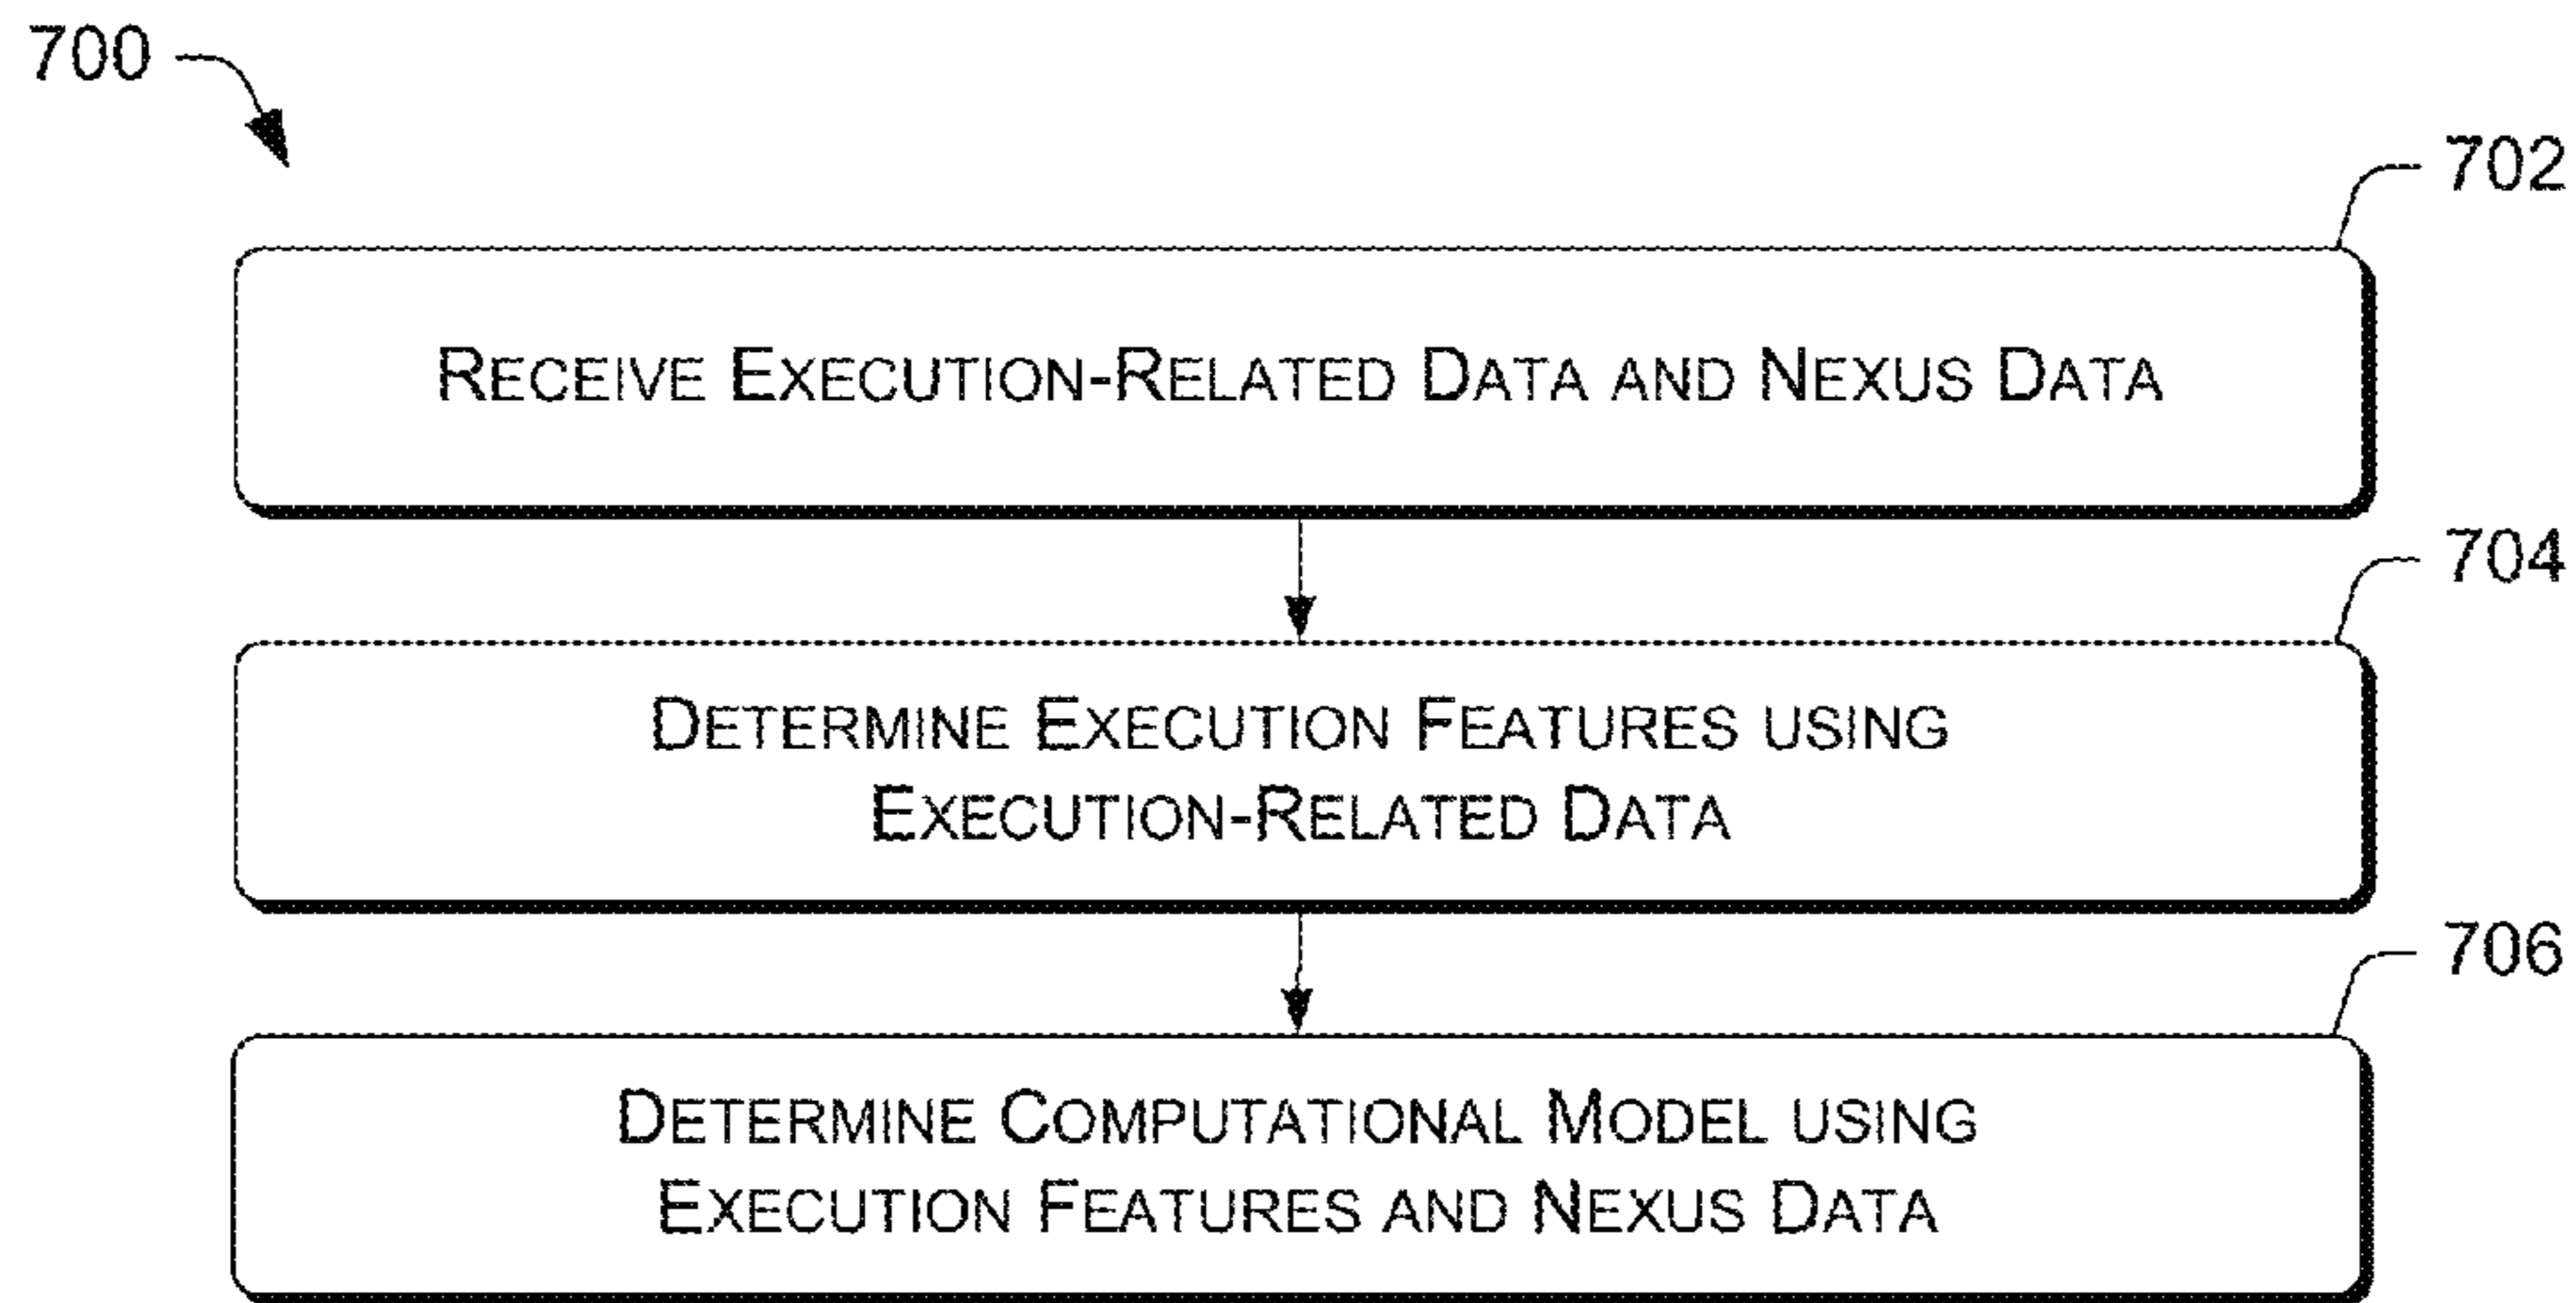 700
702
RECEIVE EXECUTION-RELATED DATA AND NEXUS DATA
704
DETERMINE EXECUTION FEATURES USING
EXECUTION-RELATED DATA
706
DETERMINE COMPUTATIONAL MODEL USING
EXECUTION FEATURES AND NEXUS DATA